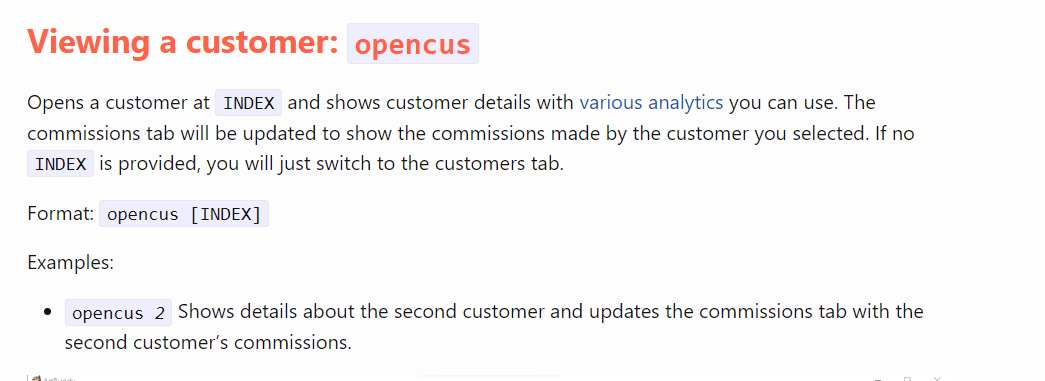 Viewing a customer: opencus
Opens a customer at INDEX and shows customer details with various analytics you can use. The
commissions tab will be updated to show the commissions made by the customer you selected. If no
INDEX is provided, you will just switch to the customers tab.
Format: opencus [INDEX]
Examples:
• opencus 2 Shows details about the second customer and updates the commissions tab with the
second customer’s commissions.